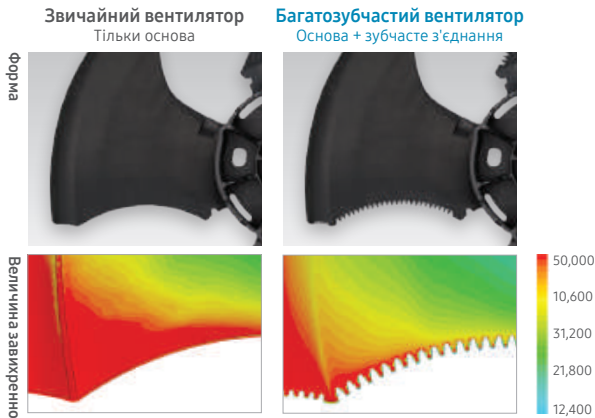 Звичайний вентилятор
Тільки основа
Багатозубчастий вентилятор
Основа + зубчасте з'єднання
Форма
Величина завихренно
50,000
10,600
31,200
21,800
12,400